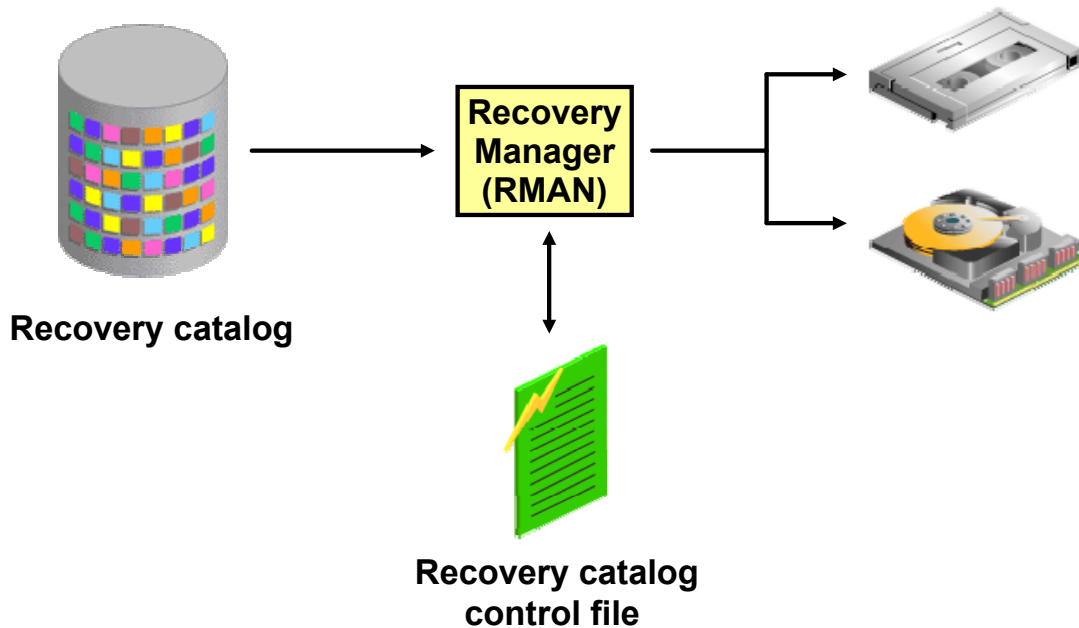 Recovery
Manager
(RMAN)
Recovery catalog
Recovery catalog
control file